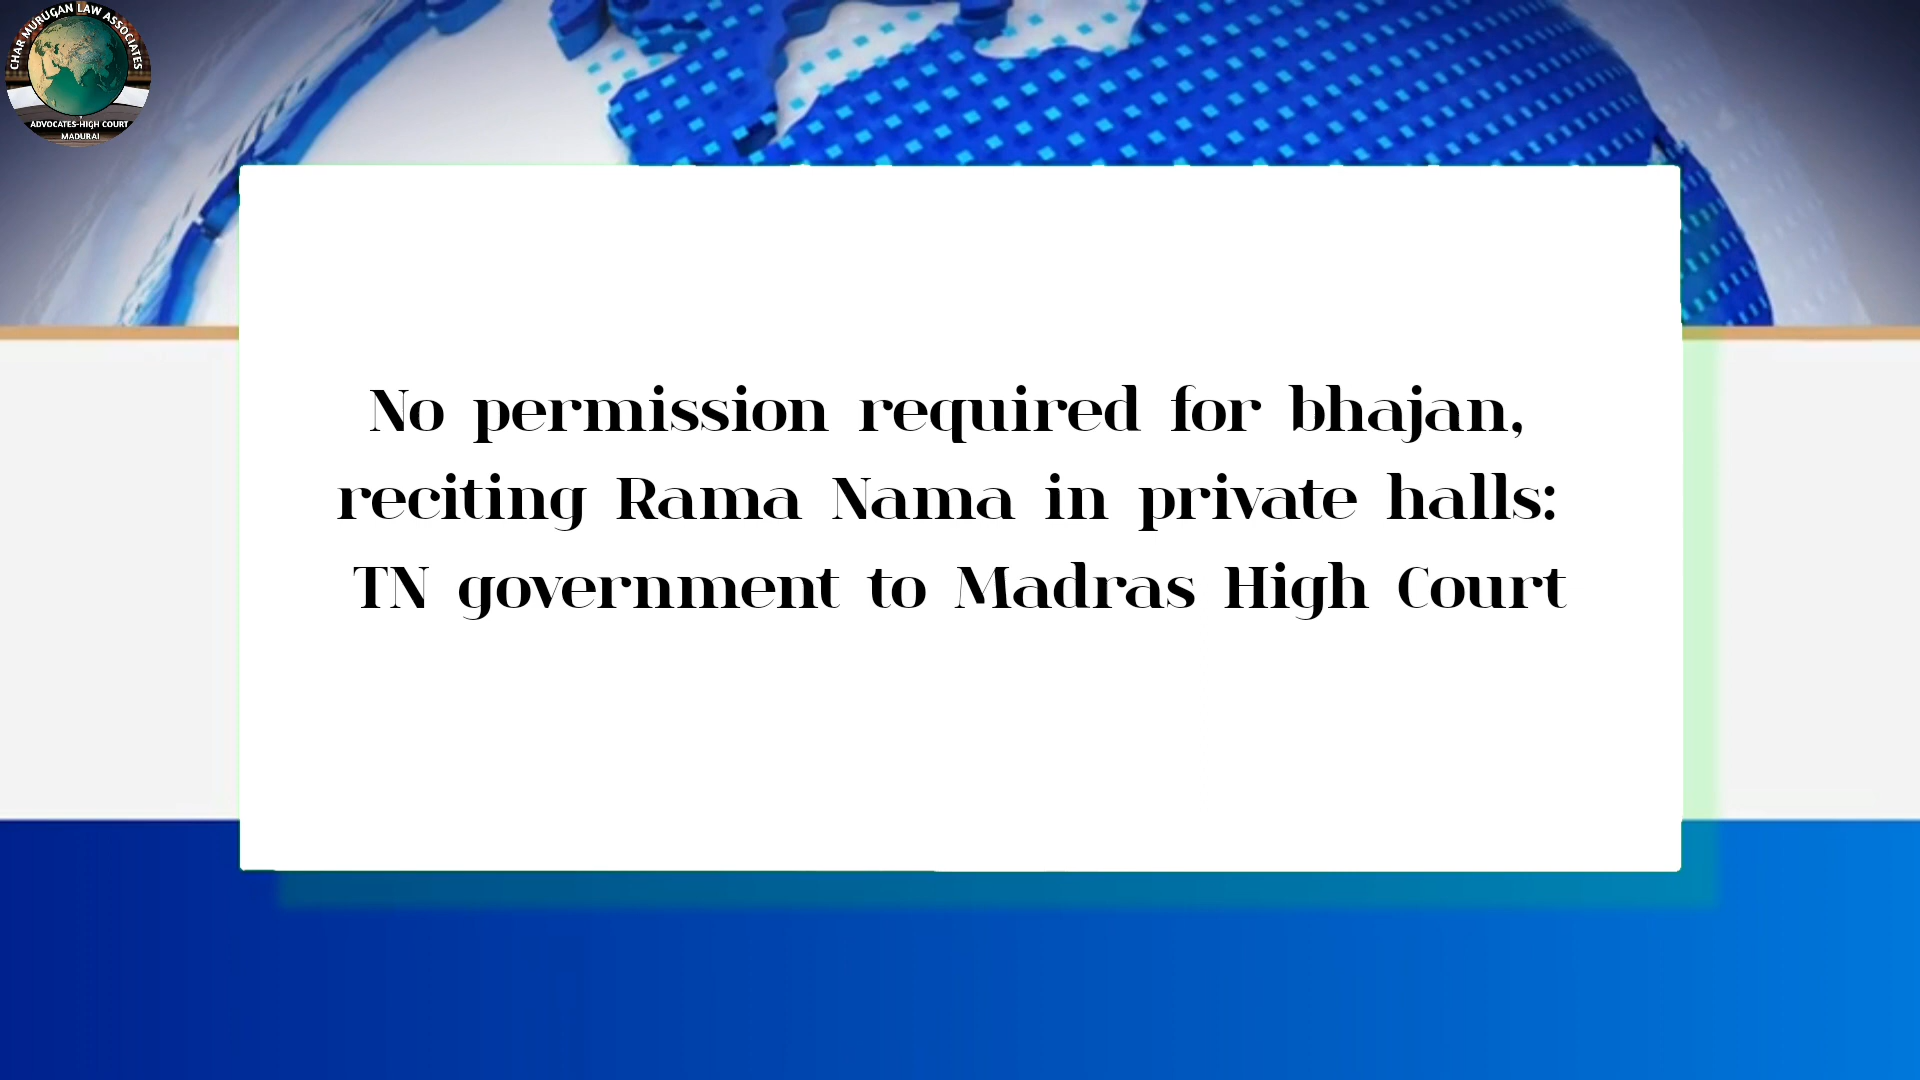 CHAR MURUGAN LAW ASSOCIATES
ADVOCATES-HIGH COURT
MADURAI
No permission required for bhajan,
reciting Rama Nama in private halls:
TN government to Madras High Court